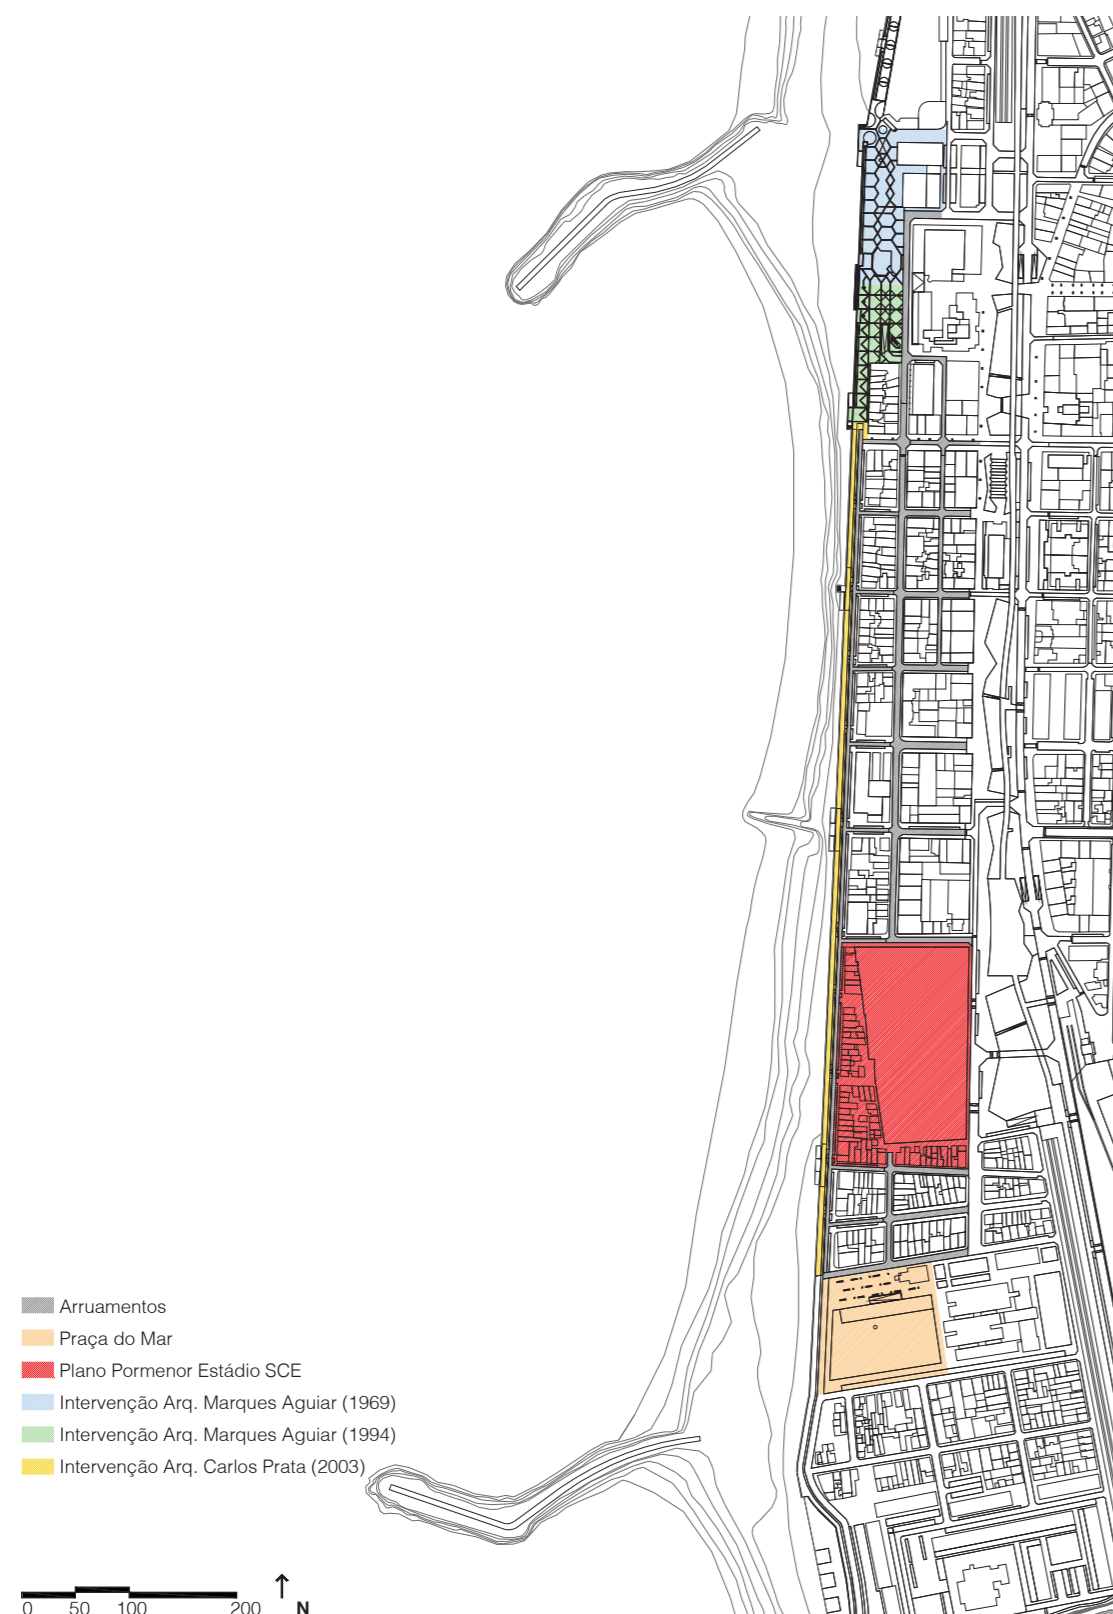 Arruamentos
Praça do Mar
Plano Pormenor Estádio SCE
Intervenção Arq. Marques Aguiar (1969)
Intervenção Arq. Marques Aguiar (1994)
Intervenção Arq. Carlos Prata (2003)
0 50 100 200 N